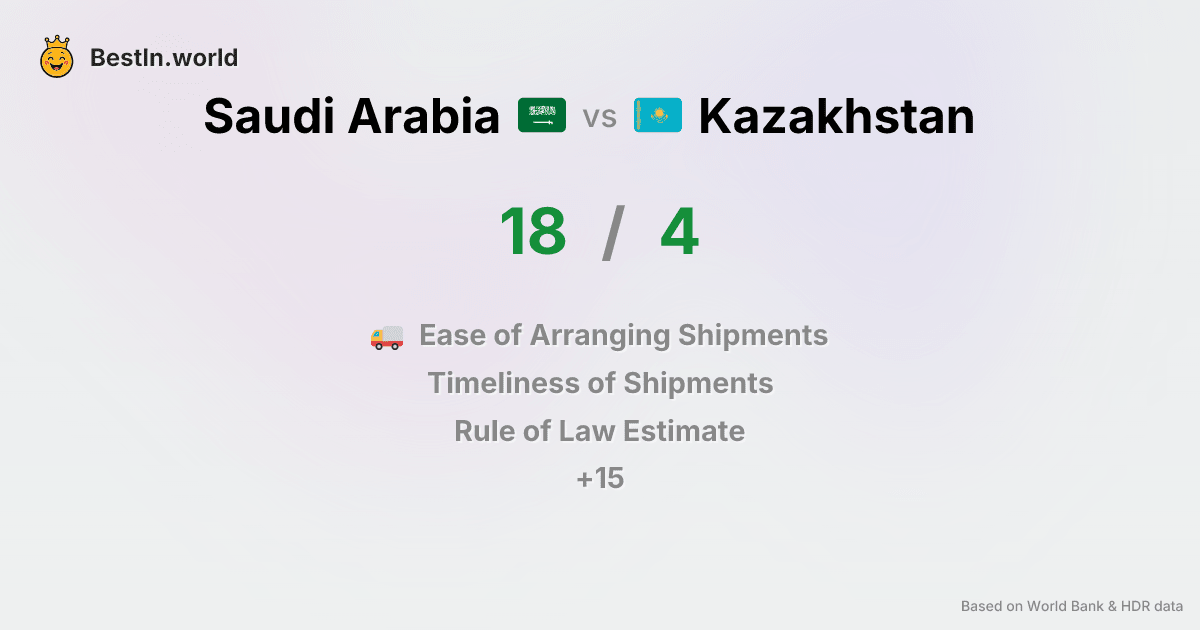 BestIn.world
Saudi Arabia vs Kazakhstan
18 / 4
Ease of Arranging Shipments
Timeliness of Shipments
Rule of Law Estimate
+15
Based on World Bank & HDR data